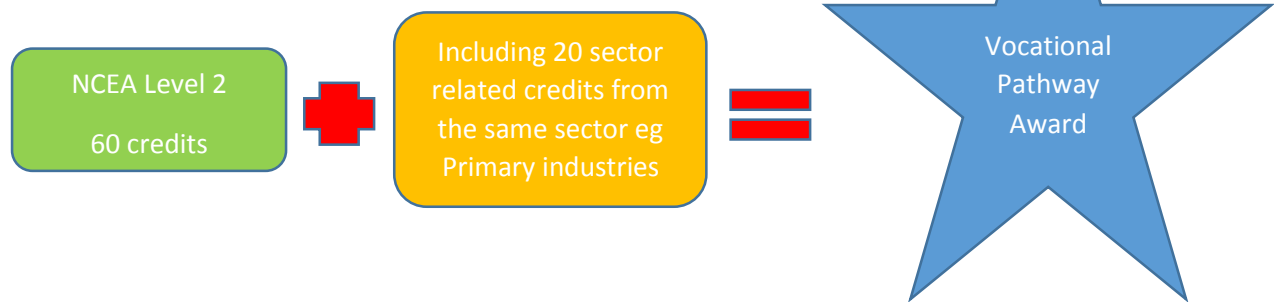 NCEA Level 2
60 credits
Including 20 sector
related credits from
the same sector eg
Primary industries
Vocational
Pathway
Award